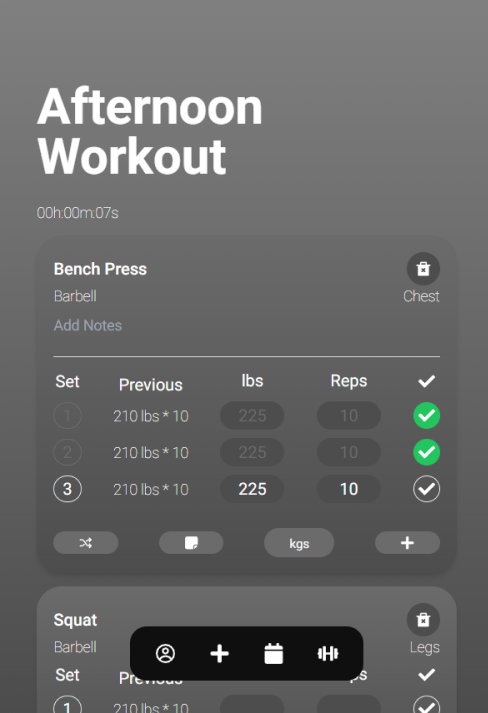 Afternoon
Workout
00h:00m:07s
Bench Press
Barbell Chest
Add Notes
Set Previous lbs Reps
1 210 lbs * 10 225 10
2 210 lbs * 10 225 10
3 210 lbs * 10 225 10
kgs
Squat
Barbell Legs
Set Previous ps
1 210 lbs * 10